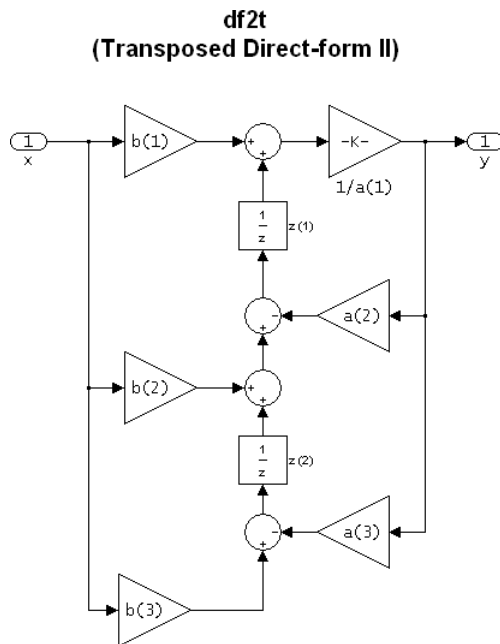 df2t
(Transposed Direct-form II)
1
x
b(1)
+
+
-K-
1/a(1)
1
y
1
z
z(1)
-
+
a(2)
b(2)
+
+
1
z
z(2)
-
+
a(3)
b(3)